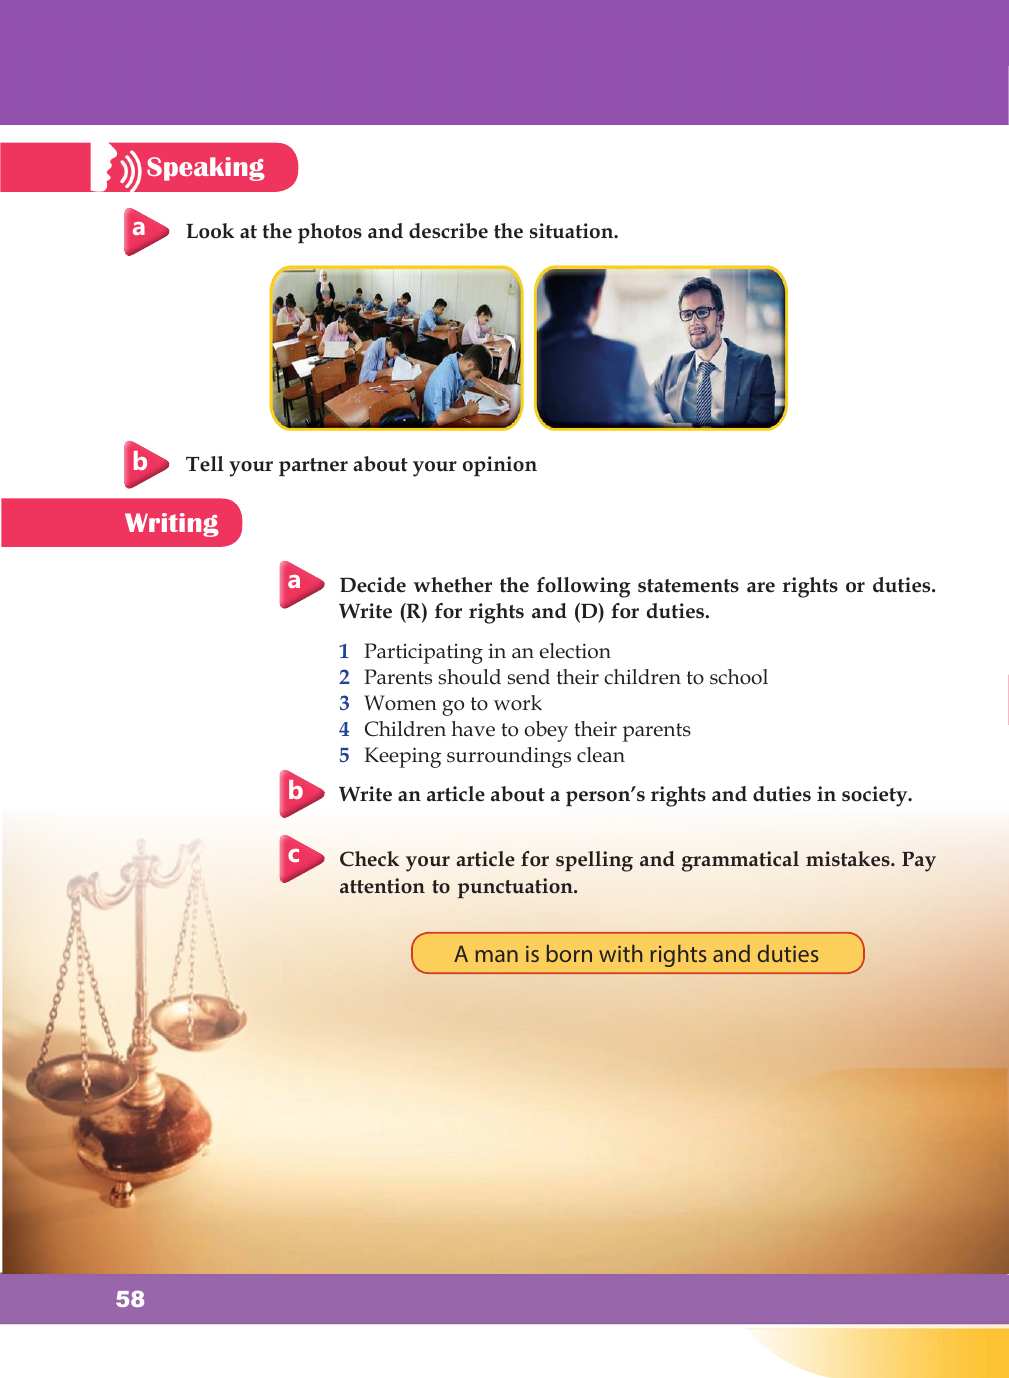 Speaking
a
Look at the photos and describe the situation.
b
Tell your partner about your opinion
Writing
a
Decide whether the following statements are rights or duties.
Write (R) for rights and (D) for duties.
1 Participating in an election
2 Parents should send their children to school
3 Women go to work
4 Children have to obey their parents
5 Keeping surroundings clean
b
Write an article about a person’s rights and duties in society.
c
Check your article for spelling and grammatical mistakes. Pay
attention to punctuation.
A man is born with rights and duties
58